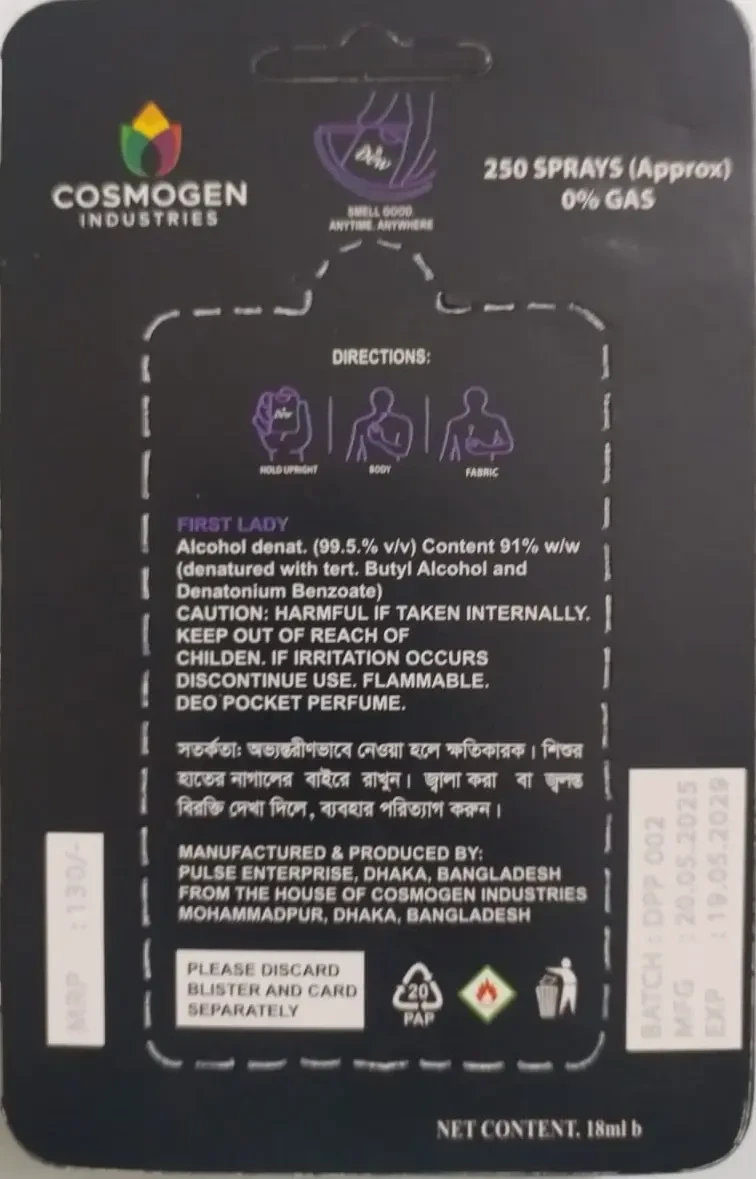 COSMOGEN
INDUSTRIES
Dew
SMELL GOOD
ANYTIME, ANYWHERE
250 SPRAYS (Approx)
0% GAS
DIRECTIONS:
HOLD UPRIGHT
BODY
FABRIC
FIRST LADY
Alcohol denat. (99.5.% v/v) Content 91% w/w
(denatured with tert. Butyl Alcohol and
Denatonium Benzoate)
CAUTION: HARMFUL IF TAKEN INTERNALLY.
KEEP OUT OF REACH OF
CHILDEN. IF IRRITATION OCCURS
DISCONTINUE USE. FLAMMABLE.
DEO POCKET PERFUME.
সতর্কতা: অভ্যন্তরীণভাবে নেওয়া হলে ক্ষতিকারক। শিশুর
হাতের নাগালের বাইরে রাখুন। জ্বালা করা বা জ্বলন্ত
বিরক্তি দেখা দিলে, ব্যবহার পরিত্যাগ করুন।
MANUFACTURED & PRODUCED BY:
PULSE ENTERPRISE, DHAKA, BANGLADESH
FROM THE HOUSE OF COSMOGEN INDUSTRIES
MOHAMMADPUR, DHAKA, BANGLADESH
PLEASE DISCARD
BLISTER AND CARD
SEPARATELY
20
PAP
MRP : 130/-
BATCH : DPP 002
MFG : 20.05.2025
EXP : 19.05.2029
NET CONTENT. 18ml b